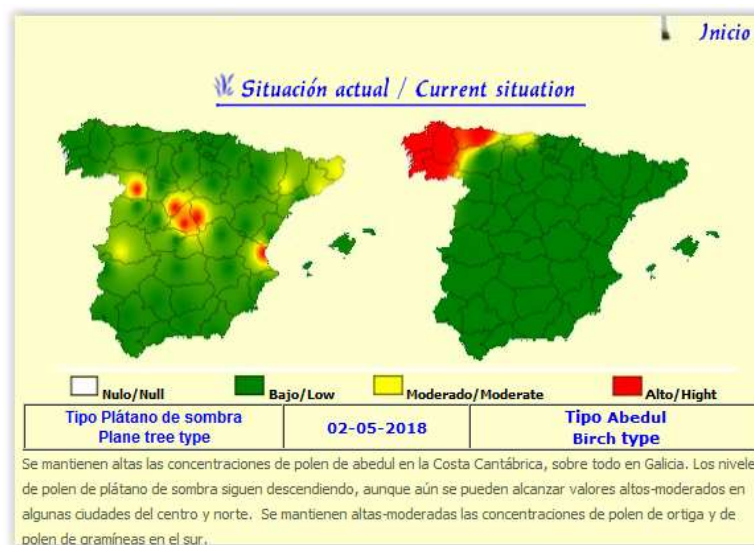 Inicio
Situación actual / Current situation
Nulo/Null Bajo/Low Moderado/Moderate Alto/Hight
Tipo Plátano de sombra
Plane tree type
02-05-2018
Tipo Abedul
Birch type
Se mantienen altas las concentraciones de polen de abedul en la Costa Cantábrica, sobre todo en Galicia. Los nivele
de polen de plátano de sombra siguen descendiendo, aunque aún se pueden alcanzar valores altos-moderados en
algunas ciudades del centro y norte. Se mantienen altas-moderadas las concentraciones de polen de ortiga y de
polen de gramíneas en el sur.